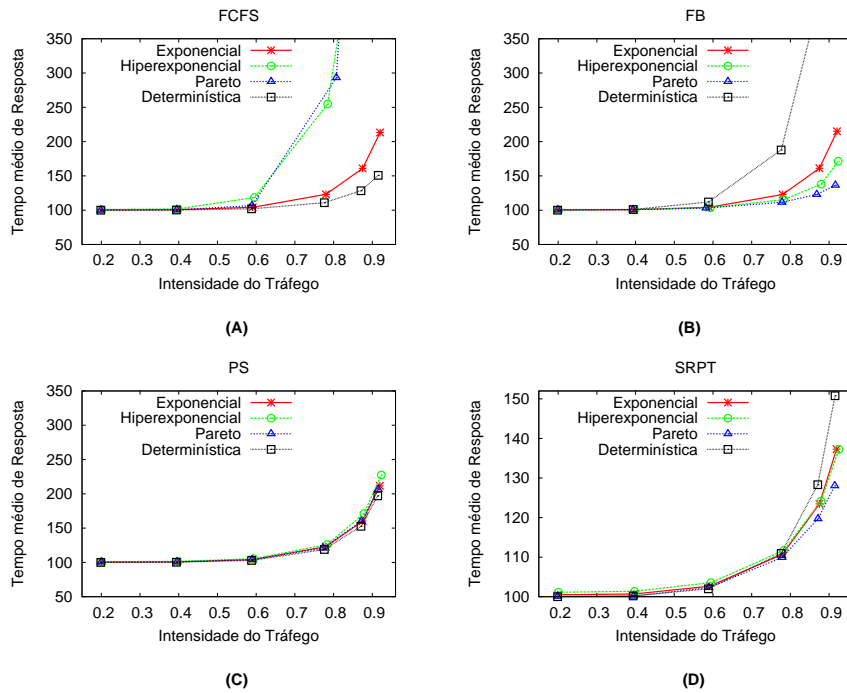 FCFS
350
300
250
200
150
100
50
0.2 0.3 0.4 0.5 0.6 0.7 0.8 0.9
Tempo médio de Resposta
Intensidade do Tráfego
Exponencial
Hiperexponencial
Pareto
Determinística
(A)
FB
350
300
250
200
150
100
50
0.2 0.3 0.4 0.5 0.6 0.7 0.8 0.9
Tempo médio de Resposta
Intensidade do Tráfego
Exponencial
Hiperexponencial
Pareto
Determinística
(B)
PS
350
300
250
200
150
100
50
0.2 0.3 0.4 0.5 0.6 0.7 0.8 0.9
Tempo médio de Resposta
Intensidade do Tráfego
Exponencial
Hiperexponencial
Pareto
Determinística
(C)
SRPT
150
140
130
120
110
100
0.2 0.3 0.4 0.5 0.6 0.7 0.8 0.9
Tempo médio de Resposta
Intensidade do Tráfego
Exponencial
Hiperexponencial
Pareto
Determinística
(D)